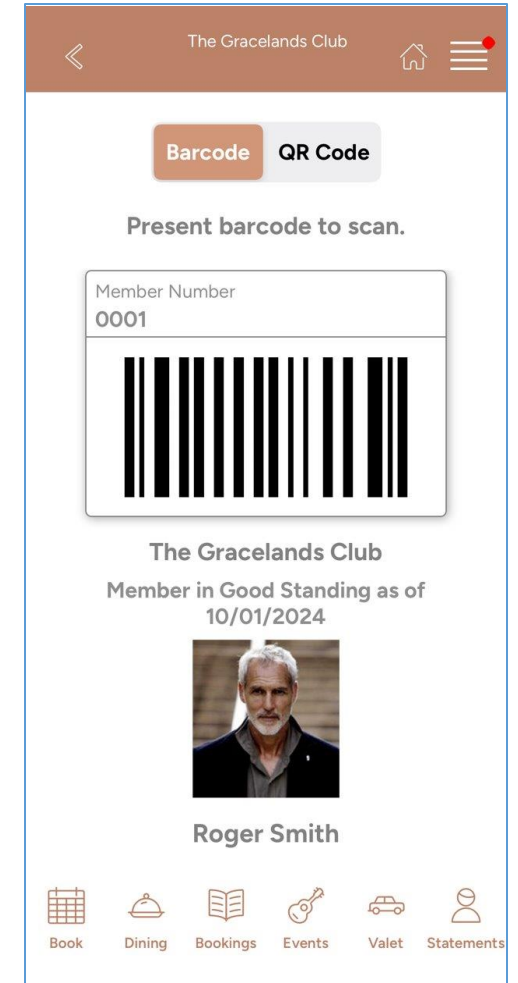 The Gracelands Club
Barcode QR Code
Present barcode to scan.
Member Number
0001
The Gracelands Club
Member in Good Standing as of
10/01/2024
Roger Smith
Book Dining Bookings Events Valet Statements